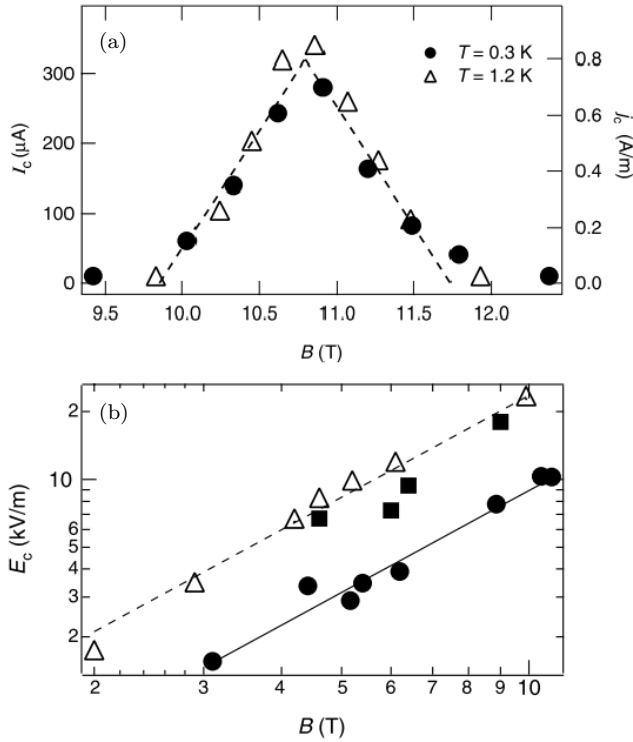 (a)
T = 0.3 K
T = 1.2 K
300
200
100
0
I_c (μA)
0.8
0.6
0.4
0.2
0.0
j_c (A/m)
9.5 10.0 10.5 11.0 11.5 12.0
B (T)
(b)
2
10
8
6
5
4
3
2
E_c (kV/m)
2 3 4 5 6 7 8 9 10
B (T)